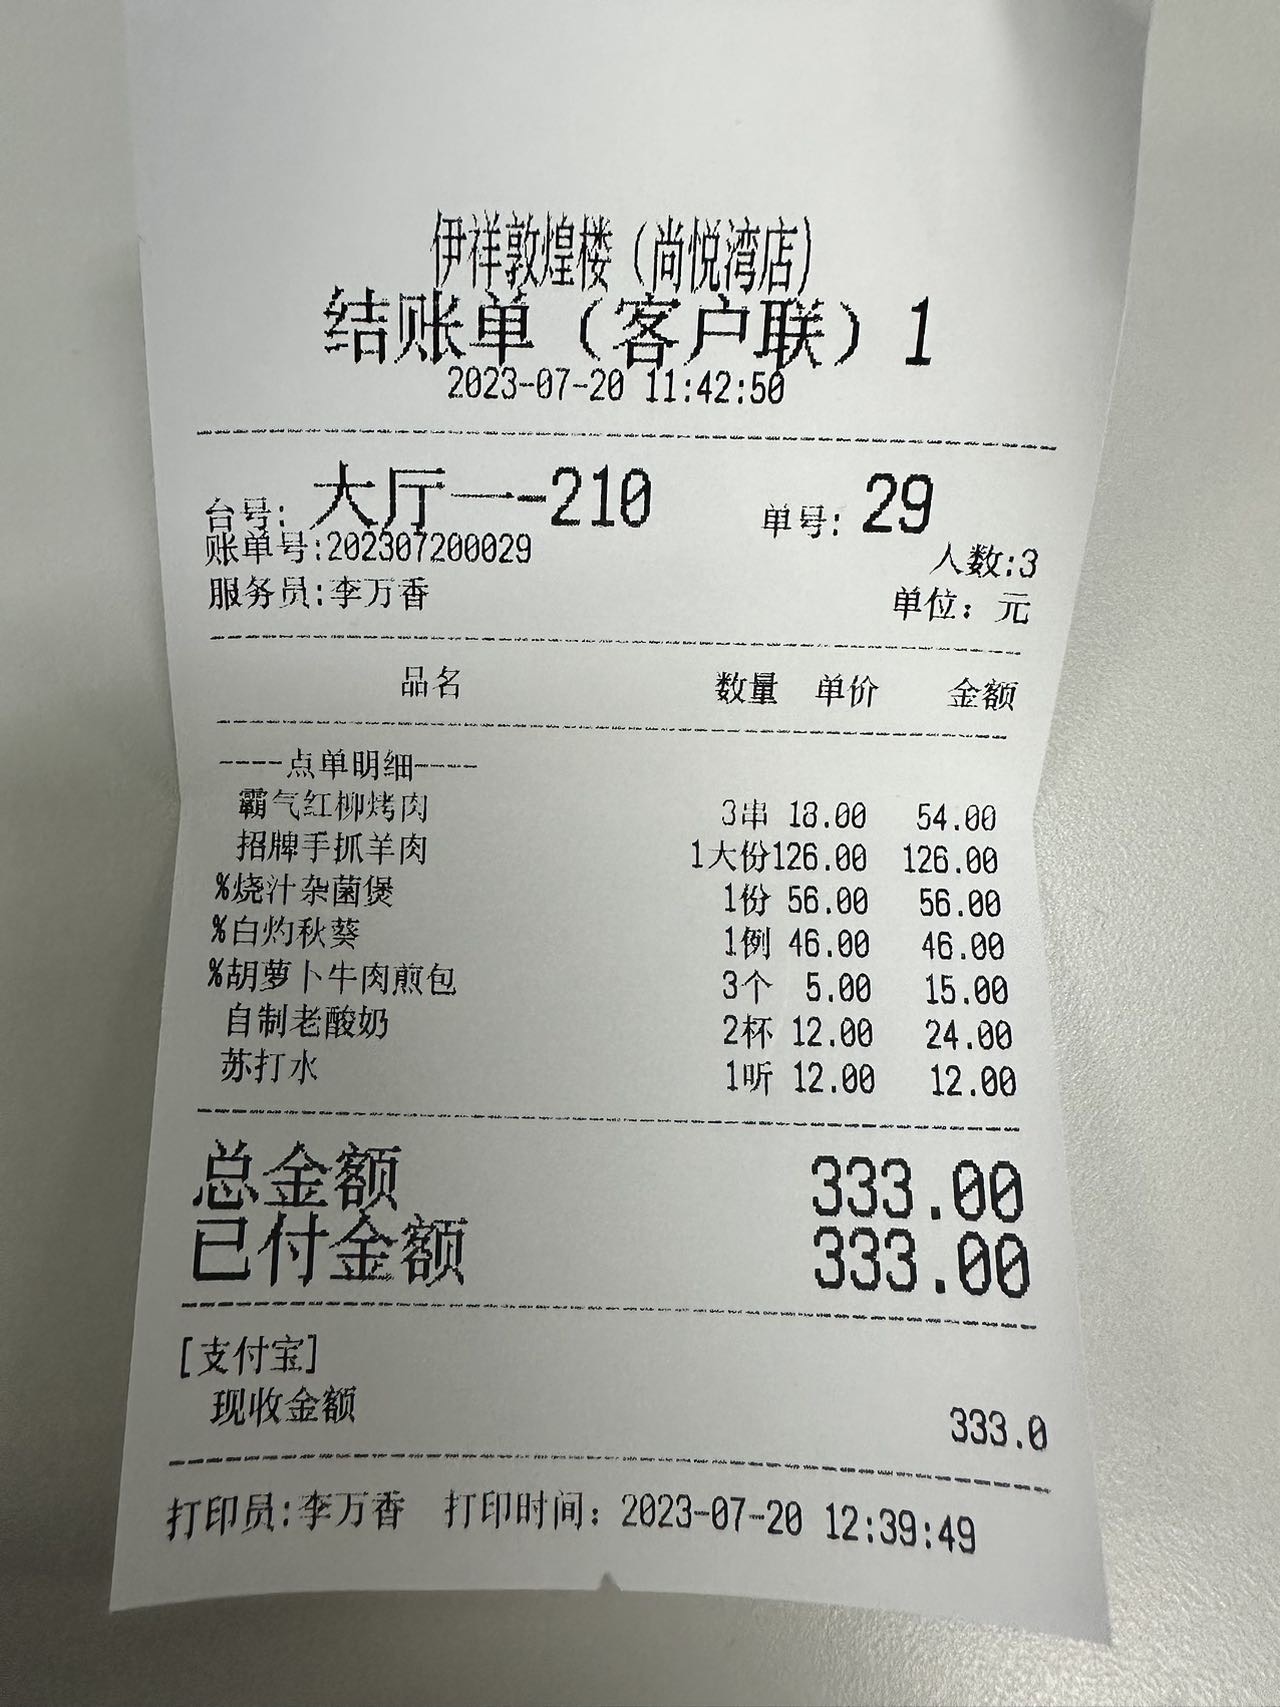 伊祥敦煌楼（尚悦湾店）
结账单（客户联）1
2023-07-20 11:42:50
台号: 大厅一-210 单号: 29
账单号:202307200029 人数:3
服务员:李万香 单位：元
品名 数量 单价 金额
----点单明细----
霸气红柳烤肉 3串 18.00 54.00
招牌手抓羊肉 1大份126.00 126.00
%烧汁杂菌煲 1份 56.00 56.00
%白灼秋葵 1例 46.00 46.00
%胡萝卜牛肉煎包 3个 5.00 15.00
自制老酸奶 2杯 12.00 24.00
苏打水 1听 12.00 12.00
总金额 333.00
已付金额 333.00
[支付宝]
现收金额 333.0
打印员:李万香 打印时间：2023-07-20 12:39:49